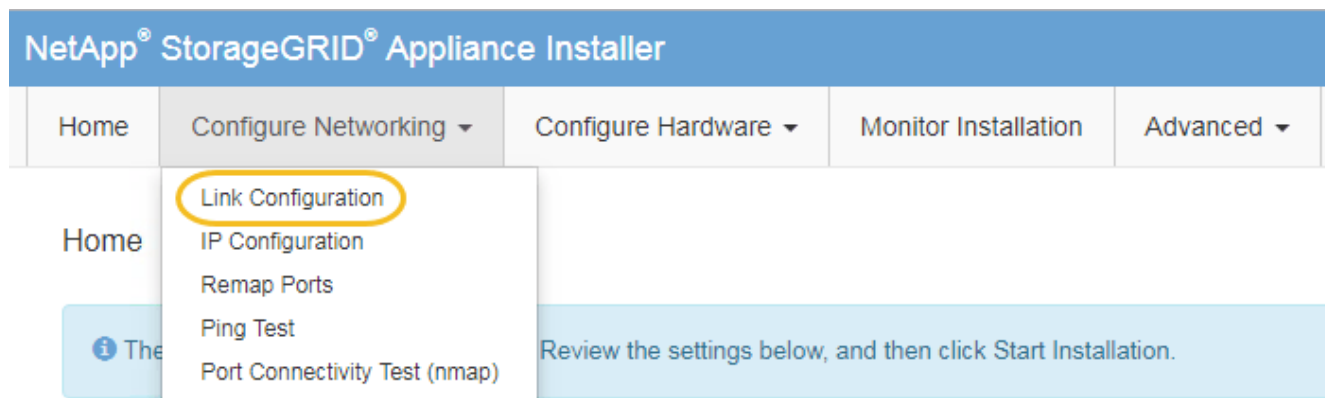 NetApp® StorageGRID® Appliance Installer
Home Configure Networking Configure Hardware Monitor Installation Advanced
Link Configuration
Home
IP Configuration
Remap Ports
Ping Test
The Review the settings below, and then click Start Installation.
Port Connectivity Test (nmap)